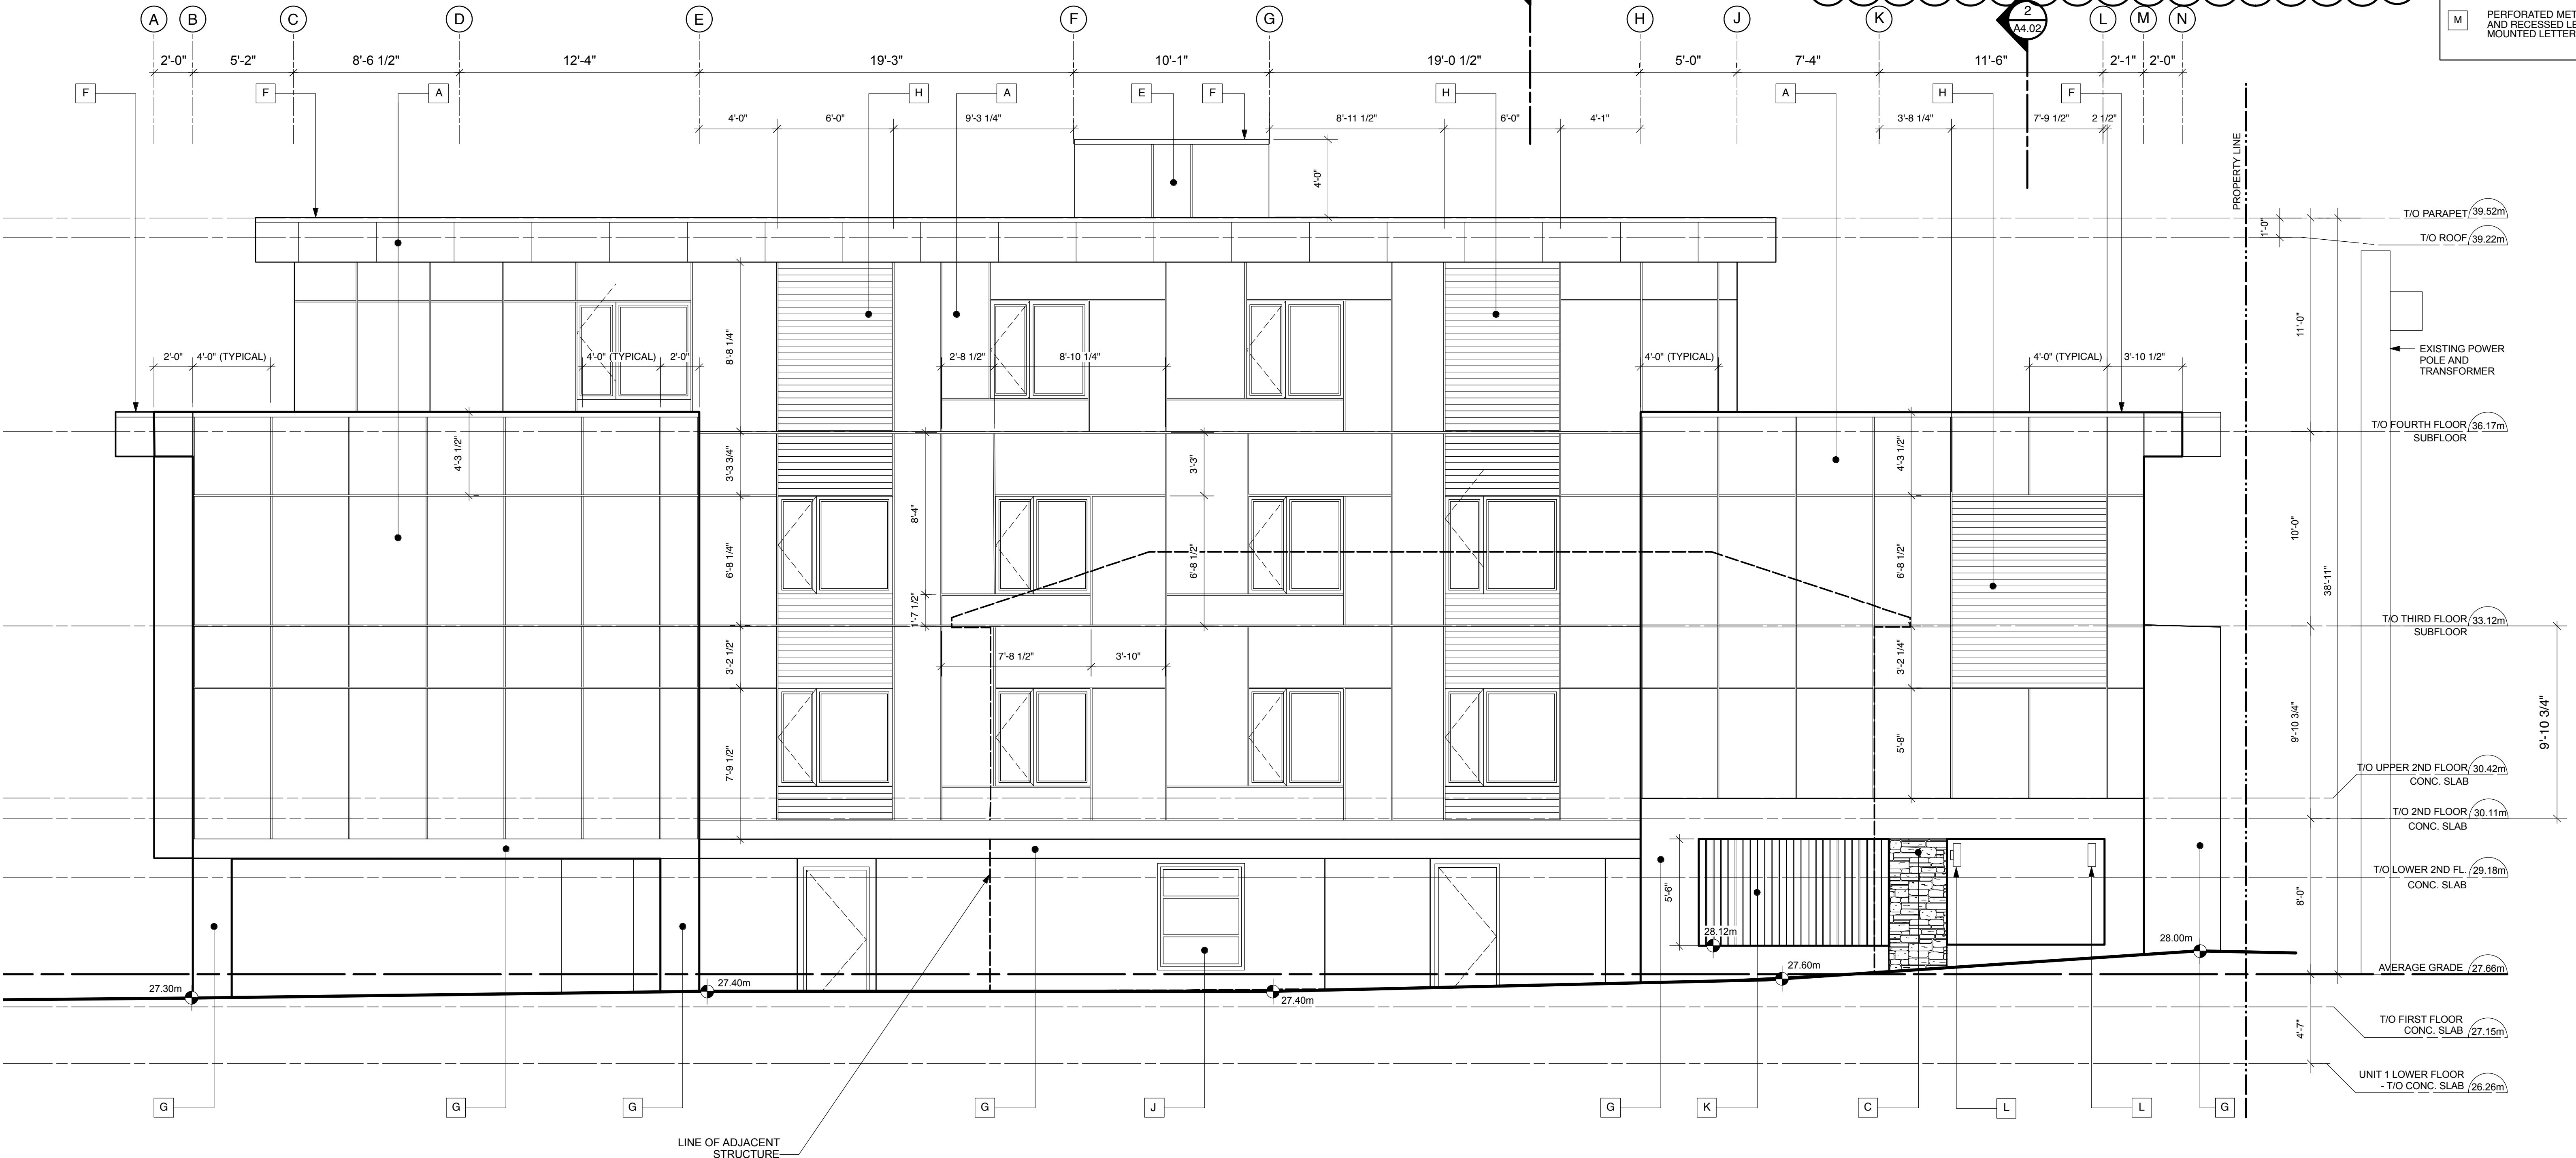 A B C D E F G H J K L M N
2
A4.02
M PERFORATED MET
AND RECESSED LE
MOUNTED LETTER
2'-0" 5'-2" 8'-6 1/2" 12'-4" 19'-3" 10'-1" 19'-0 1/2" 5'-0" 7'-4" 11'-6" 2'-1" 2'-0"
F F A H A E F H A H F
4'-0" 6'-0" 9'-3 1/4" 8'-11 1/2" 6'-0" 4'-1" 3'-8 1/4" 7'-9 1/2" 2 1/2"
PROPERTY LINE
4'-0"
T/O PARAPET 39.52m
1'-0"
T/O ROOF 39.22m
8'-8 1/4"
11'-0"
2'-0" 4'-0" (TYPICAL) 4'-0" (TYPICAL) 2'-0" 2'-8 1/2" 8'-10 1/4" 4'-0" (TYPICAL) 4'-0" (TYPICAL) 3'-10 1/2"
EXISTING POWER
POLE AND
TRANSFORMER
T/O FOURTH FLOOR 36.17m
SUBFLOOR
4'-3 1/2" 3'-3 3/4" 3'-3" 4'-3 1/2"
8'-4"
10'-0"
6'-8 1/4" 6'-8 1/2" 6'-8 1/2"
38'-11"
1'-7 1/2"
T/O THIRD FLOOR 33.12m
SUBFLOOR
3'-2 1/2" 7'-8 1/2" 3'-10" 3'-2 1/4"
7'-9 1/2" 5'-8" 9'-10 3/4" 9'-10 3/4"
T/O UPPER 2ND FLOOR 30.42m
CONC. SLAB
T/O 2ND FLOOR 30.11m
CONC. SLAB
T/O LOWER 2ND FL. 29.18m
CONC. SLAB
5'-6"
8'-0"
28.12m
28.00m
27.60m
AVERAGE GRADE 27.66m
27.30m 27.40m 27.40m
T/O FIRST FLOOR
CONC. SLAB 27.15m
4'-7"
UNIT 1 LOWER FLOOR
- T/O CONC. SLAB 26.26m
G G G G J G K C L L G
LINE OF ADJACENT
STRUCTURE